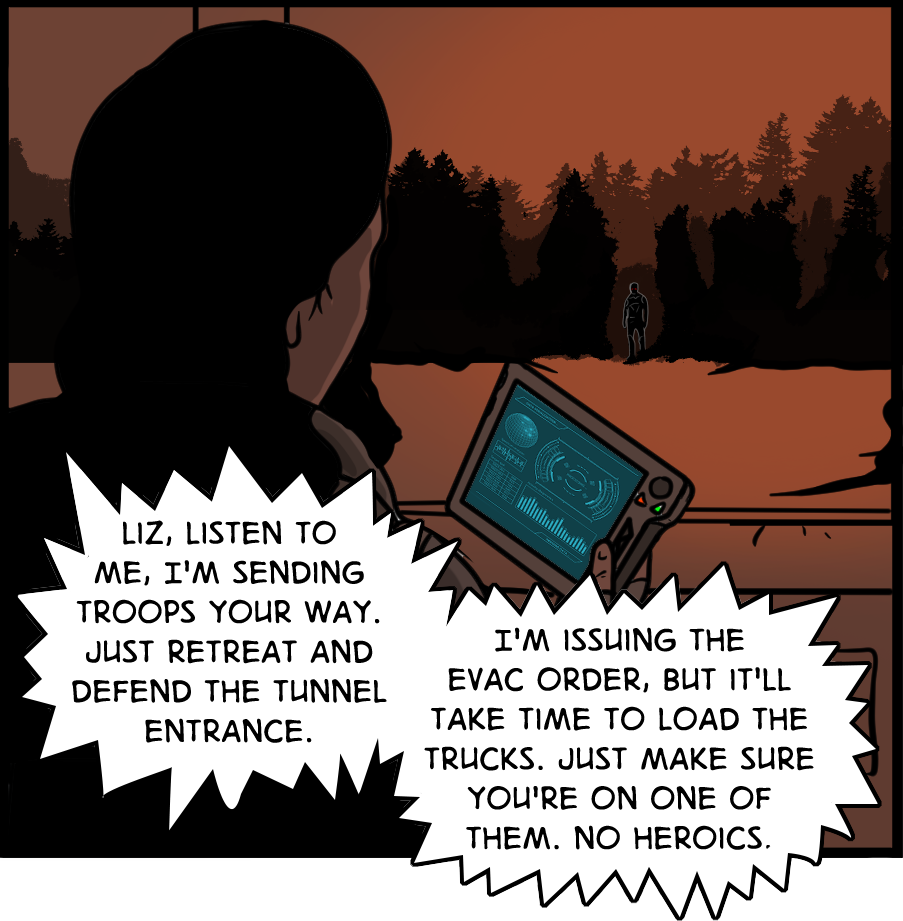 LIZ, LISTEN TO
ME, I'M SENDING
TROOPS YOUR WAY.
JUST RETREAT AND
DEFEND THE TUNNEL
ENTRANCE.
I'M ISSUING THE
EVAC ORDER, BUT IT'LL
TAKE TIME TO LOAD THE
TRUCKS. JUST MAKE SURE
YOU'RE ON ONE OF
THEM. NO HEROICS.